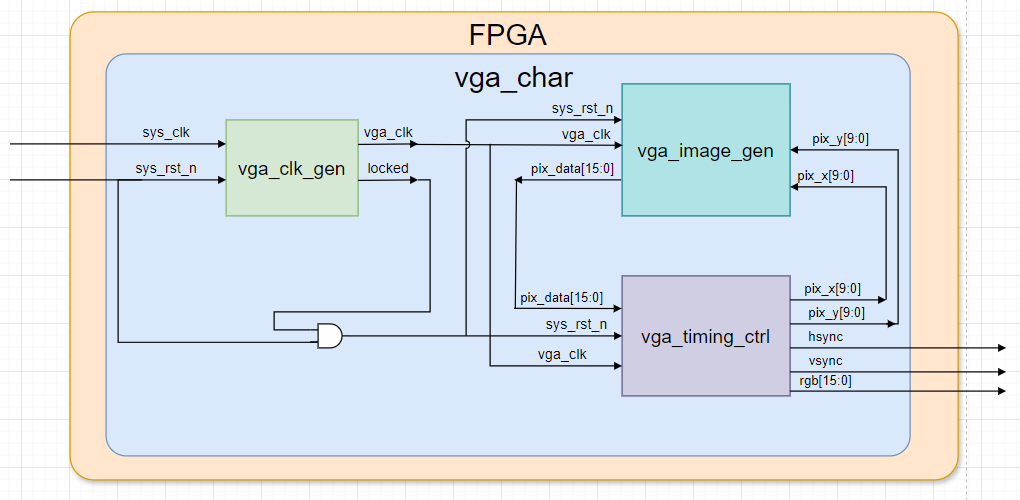 FPGA
vga_char
sys_clk
sys_rst_n
vga_clk_gen
vga_clk
locked
sys_rst_n
vga_clk
pix_data[15:0]
vga_image_gen
pix_y[9:0]
pix_x[9:0]
pix_data[15:0]
sys_rst_n
vga_clk
vga_timing_ctrl
pix_x[9:0]
pix_y[9:0]
hsync
vsync
rgb[15:0]